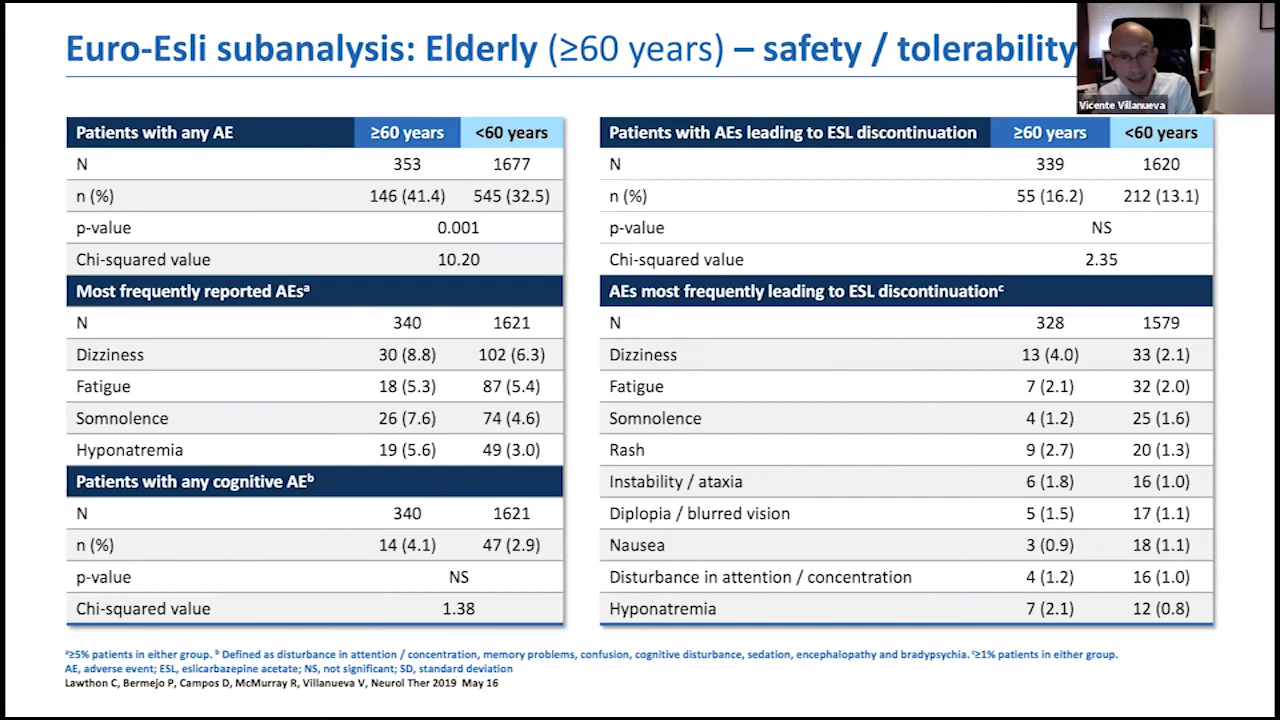 Euro-Esli subanalysis: Elderly (≥60 years) – safety / tolerability
Vicente Villanueva
Patients with any AE ≥60 years <60 years
N 353 1677
n (%) 146 (41.4) 545 (32.5)
p-value 0.001
Chi-squared value 10.20
Most frequently reported AEsᵃ
N 340 1621
Dizziness 30 (8.8) 102 (6.3)
Fatigue 18 (5.3) 87 (5.4)
Somnolence 26 (7.6) 74 (4.6)
Hyponatremia 19 (5.6) 49 (3.0)
Patients with any cognitive AEᵇ
N 340 1621
n (%) 14 (4.1) 47 (2.9)
p-value NS
Chi-squared value 1.38
Patients with AEs leading to ESL discontinuation ≥60 years <60 years
N 339 1620
n (%) 55 (16.2) 212 (13.1)
p-value NS
Chi-squared value 2.35
AEs most frequently leading to ESL discontinuationᶜ
N 328 1579
Dizziness 13 (4.0) 33 (2.1)
Fatigue 7 (2.1) 32 (2.0)
Somnolence 4 (1.2) 25 (1.6)
Rash 9 (2.7) 20 (1.3)
Instability / ataxia 6 (1.8) 16 (1.0)
Diplopia / blurred vision 5 (1.5) 17 (1.1)
Nausea 3 (0.9) 18 (1.1)
Disturbance in attention / concentration 4 (1.2) 16 (1.0)
Hyponatremia 7 (2.1) 12 (0.8)
ᵃ≥5% patients in either group. ᵇ Defined as disturbance in attention / concentration, memory problems, confusion, cognitive disturbance, sedation, encephalopathy and bradypsychia. ᶜ≥1% patients in either group.
AE, adverse event; ESL, eslicarbazepine acetate; NS, not significant; SD, standard deviation
Lawthon C, Bermejo P, Campos D, McMurray R, Villanueva V, Neurol Ther 2019 May 16